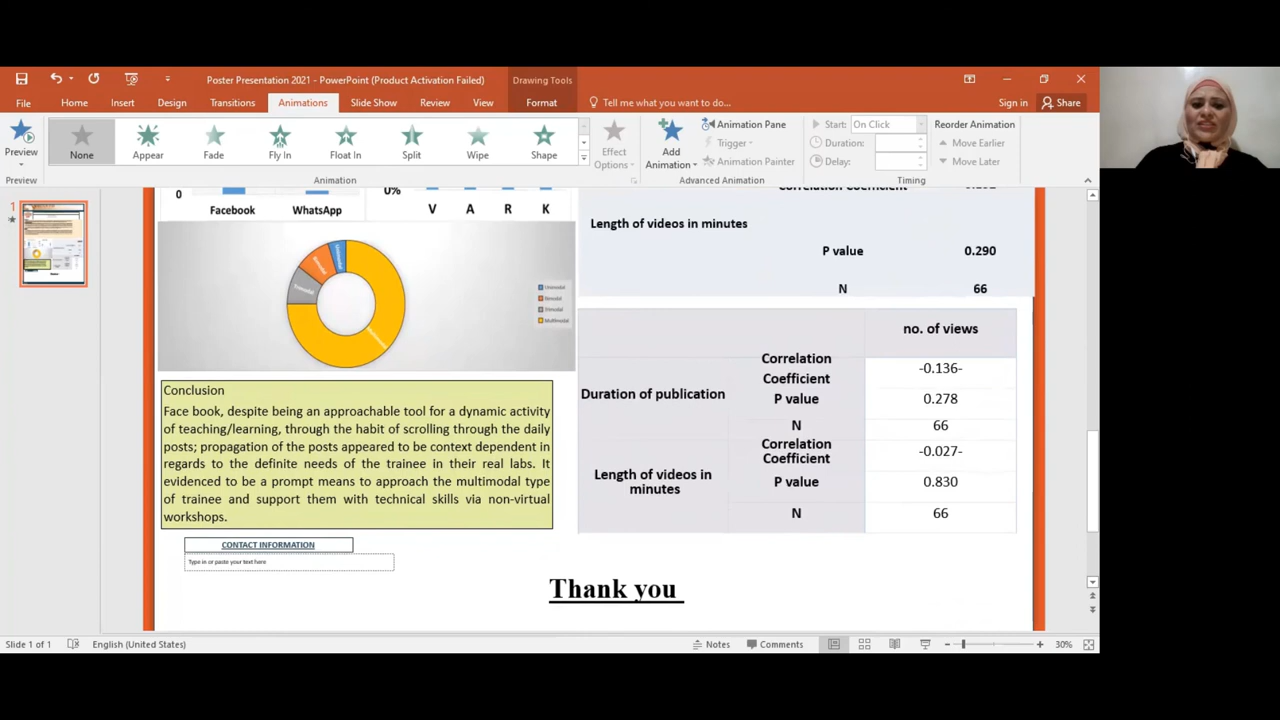 Poster Presentation 2021 - PowerPoint (Product Activation Failed)
Drawing Tools
File
Home
Insert
Design
Transitions
Animations
Slide Show
Review
View
Format
Tell me what you want to do...
Sign in
Share
Preview
None
Appear
Fade
Fly In
Float In
Split
Wipe
Shape
Effect
Options
Add
Animation
Animation Pane
Trigger
Animation Painter
Start: On Click
Duration:
Delay:
Reorder Animation
Move Earlier
Move Later
Preview
Animation
Advanced Animation
Timing
1
0
Facebook
WhatsApp
0%
V A R K
Unimodal
Bimodal
Trimodal
Multimodal
Correlation Coefficient
Length of videos in minutes
P value 0.290
N 66
no. of views
Duration of publication
Correlation
Coefficient
-0.136-
P value 0.278
N 66
Length of videos in
minutes
Correlation
Coefficient
-0.027-
P value 0.830
N 66
Conclusion
Face book, despite being an approachable tool for a dynamic activity
of teaching/learning, through the habit of scrolling through the daily
posts; propagation of the posts appeared to be context dependent in
regards to the definite needs of the trainee in their real labs. It
evidenced to be a prompt means to approach the multimodal type
of trainee and support them with technical skills via non-virtual
workshops.
CONTACT INFORMATION
Type in or paste your text here
Thank you
Slide 1 of 1
English (United States)
Notes
Comments
30%